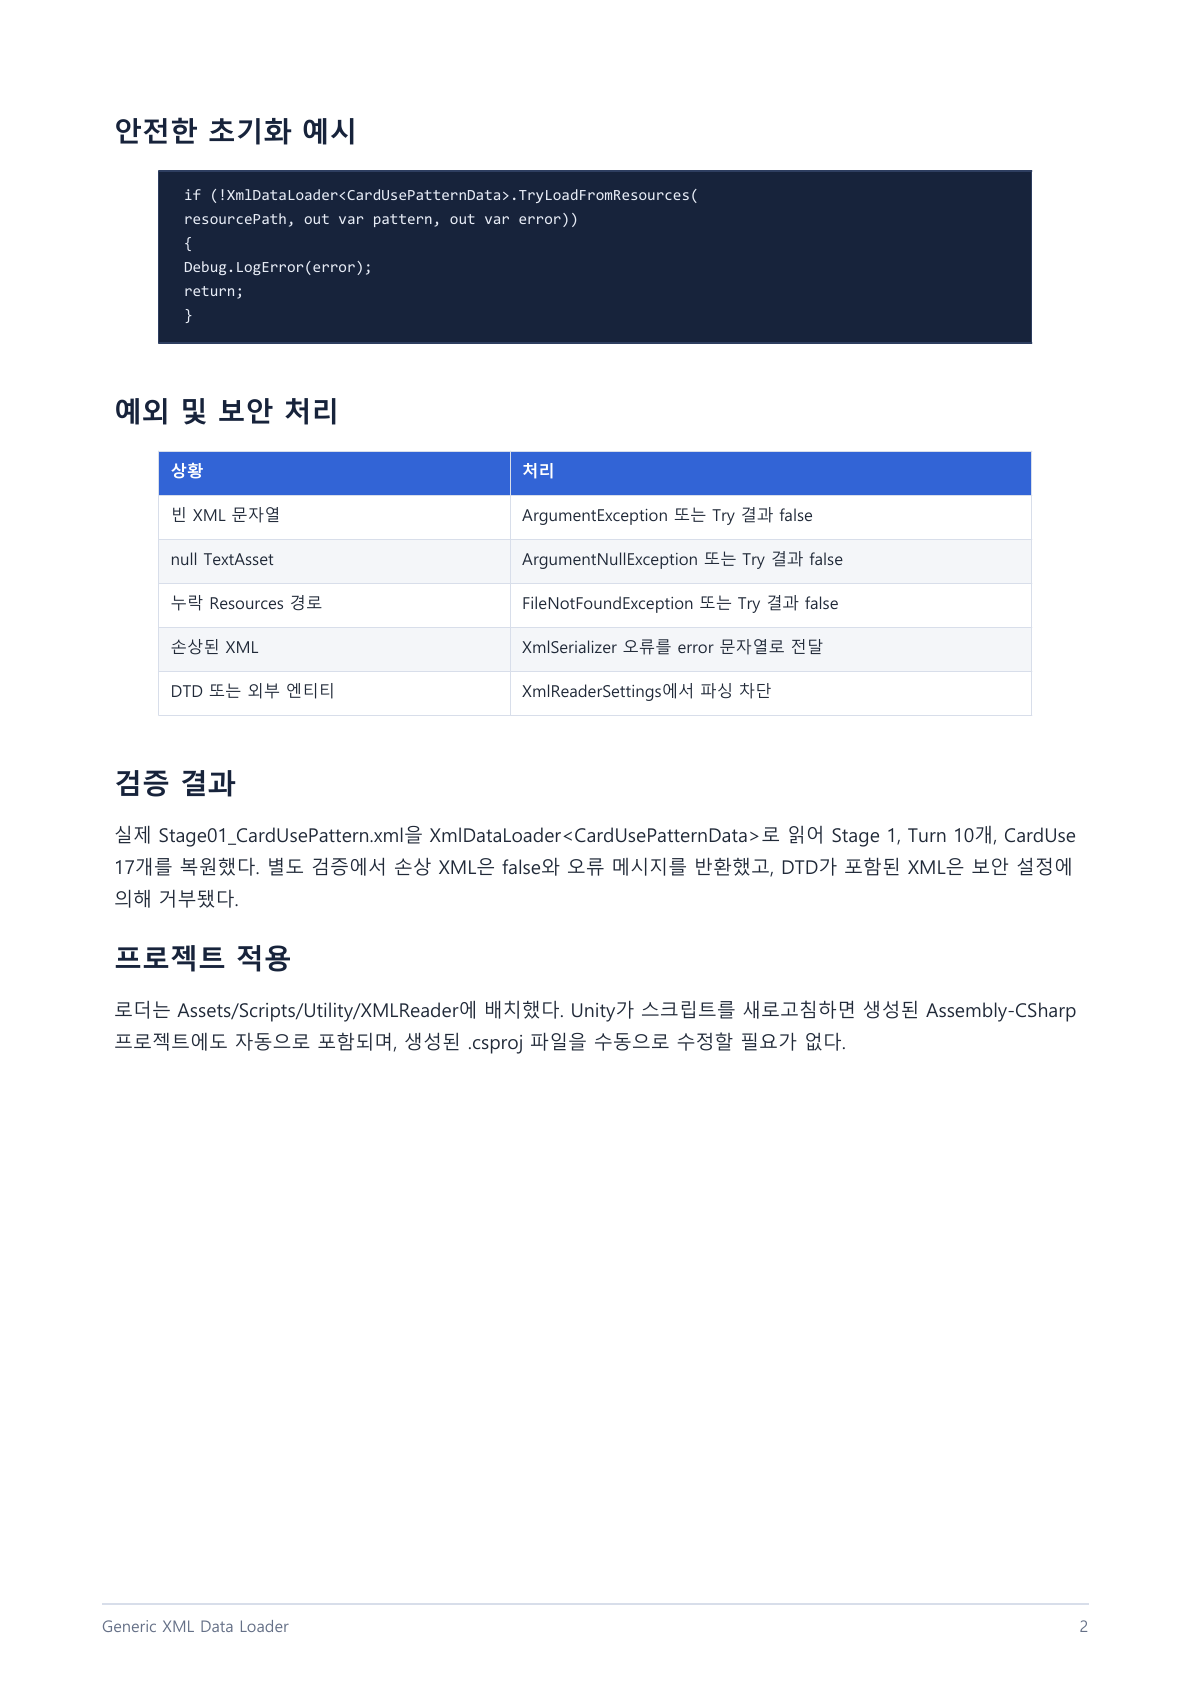 안전한 초기화 예시
if (!XmlDataLoader<CardUsePatternData>.TryLoadFromResources(
resourcePath, out var pattern, out var error))
{
Debug.LogError(error);
return;
}
예외 및 보안 처리
상황 처리
빈 XML 문자열 ArgumentException 또는 Try 결과 false
null TextAsset ArgumentNullException 또는 Try 결과 false
누락 Resources 경로 FileNotFoundException 또는 Try 결과 false
손상된 XML XmlSerializer 오류를 error 문자열로 전달
DTD 또는 외부 엔티티 XmlReaderSettings에서 파싱 차단
검증 결과
실제 Stage01_CardUsePattern.xml을 XmlDataLoader<CardUsePatternData>로 읽어 Stage 1, Turn 10개, CardUse
17개를 복원했다. 별도 검증에서 손상 XML은 false와 오류 메시지를 반환했고, DTD가 포함된 XML은 보안 설정에
의해 거부됐다.
프로젝트 적용
로더는 Assets/Scripts/Utility/XMLReader에 배치했다. Unity가 스크립트를 새로고침하면 생성된 Assembly-CSharp
프로젝트에도 자동으로 포함되며, 생성된 .csproj 파일을 수동으로 수정할 필요가 없다.
Generic XML Data Loader 2